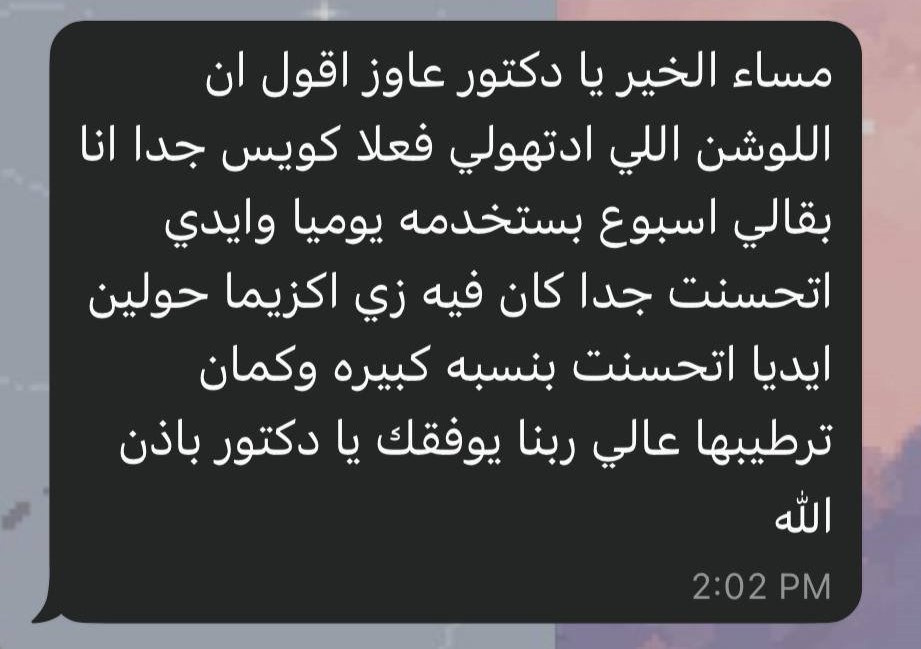 مساء الخير يا دكتور عاوز اقول ان
اللوشن اللي ادتهولي فعلا كويس جدا انا
بقالي اسبوع بستخدمه يوميا وايدي
اتحسنت جدا كان فيه زي اكزيما حولين
ايديا اتحسنت بنسبه كبيره وكمان
ترطيبها عالي ربنا يوفقك يا دكتور باذن
الله
2:02 PM